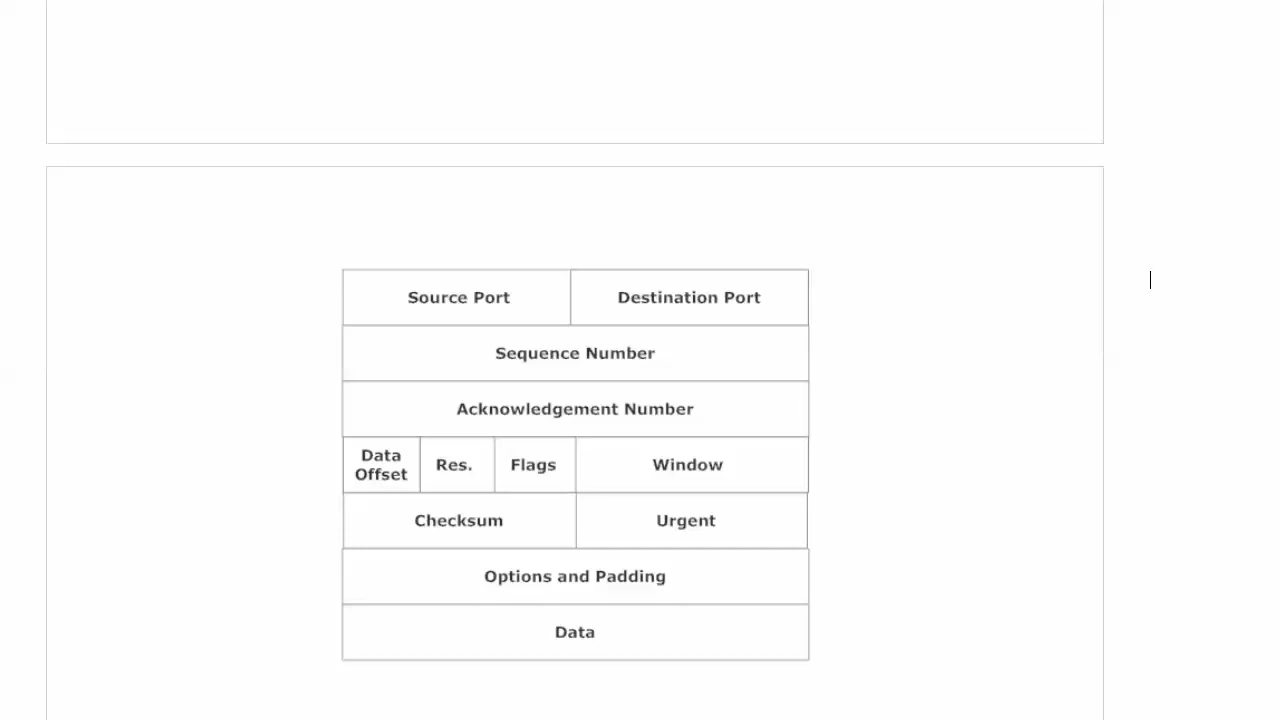 Source Port
Destination Port
Sequence Number
Acknowledgement Number
Data
Offset
Res.
Flags
Window
Checksum
Urgent
Options and Padding
Data